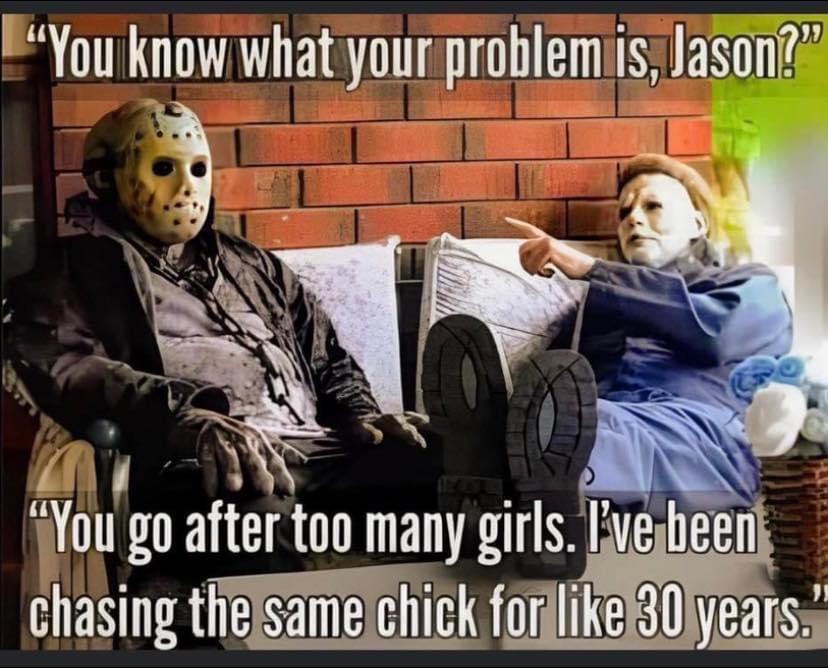 “You know what your problem is, Jason?”
“You go after too many girls. I’ve been
chasing the same chick for like 30 years.”